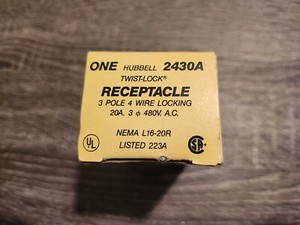 ONE HUBBELL 2430A
TWIST-LOCK®
RECEPTACLE
3 POLE 4 WIRE LOCKING
20A. 3 ϕ 480V. A.C.
NEMA L16-20R
LISTED 223A
UL
SA